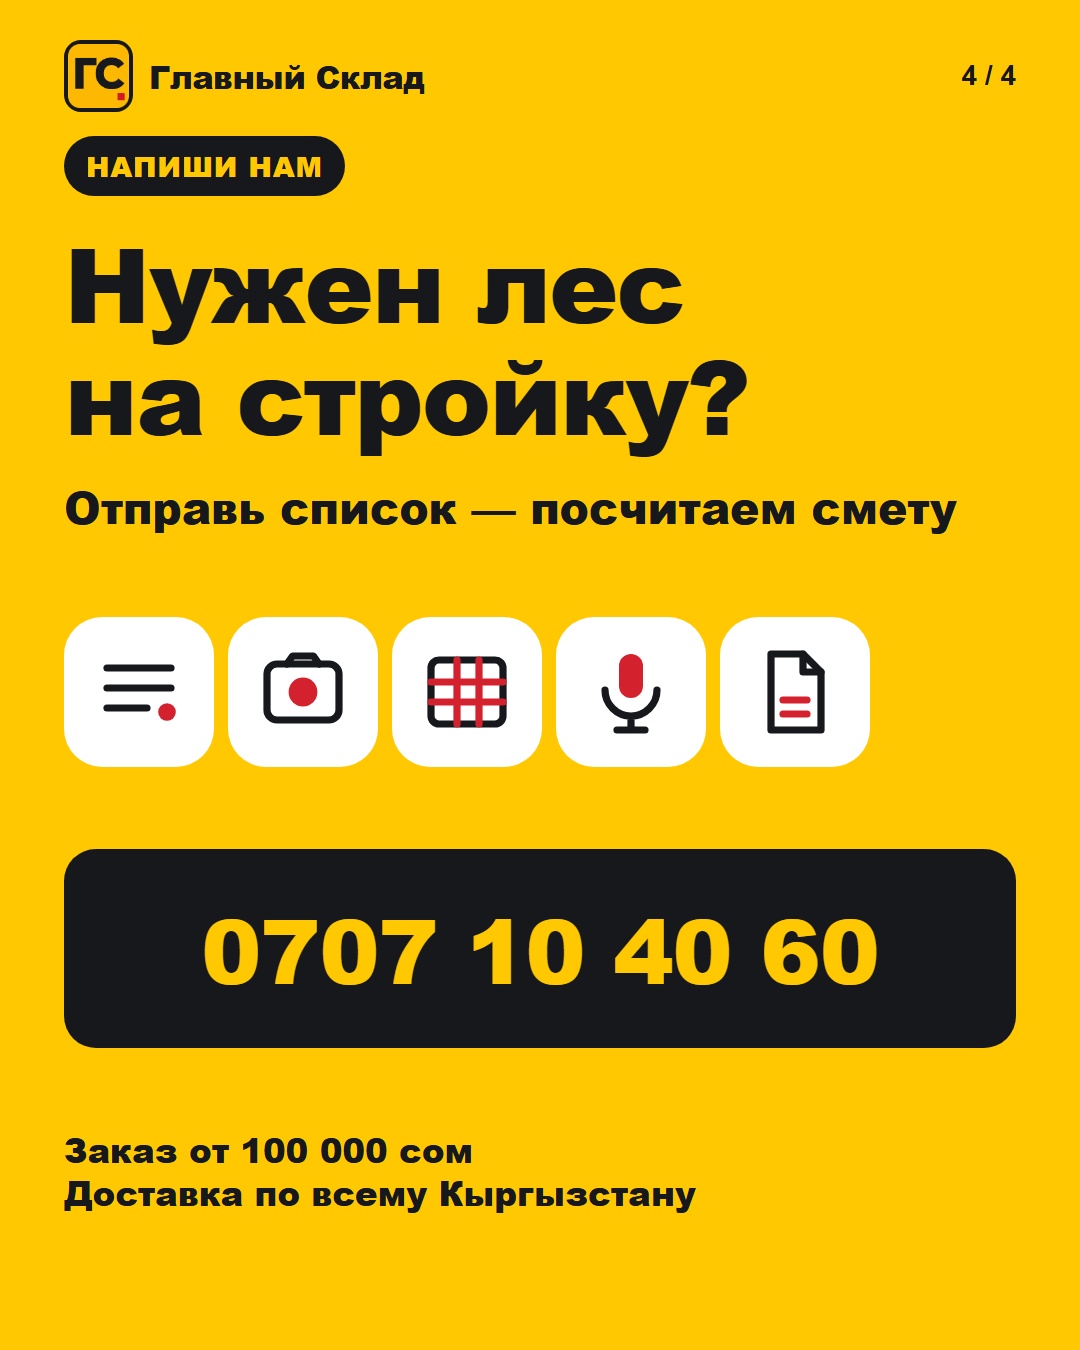 ГС
Главный Склад
4 / 4
НАПИШИ НАМ
Нужен лес
на стройку?
Отправь список — посчитаем смету
0707 10 40 60
Заказ от 100 000 сом
Доставка по всему Кыргызстану